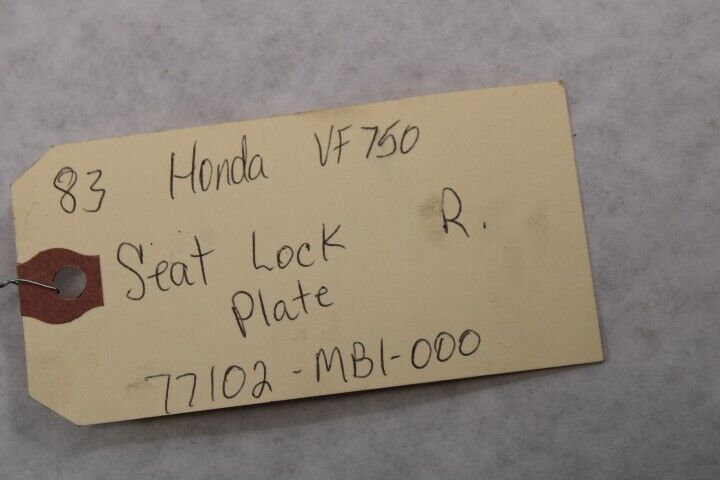 83 Honda VF750
Seat Lock R.
Plate
77102-MB1-000